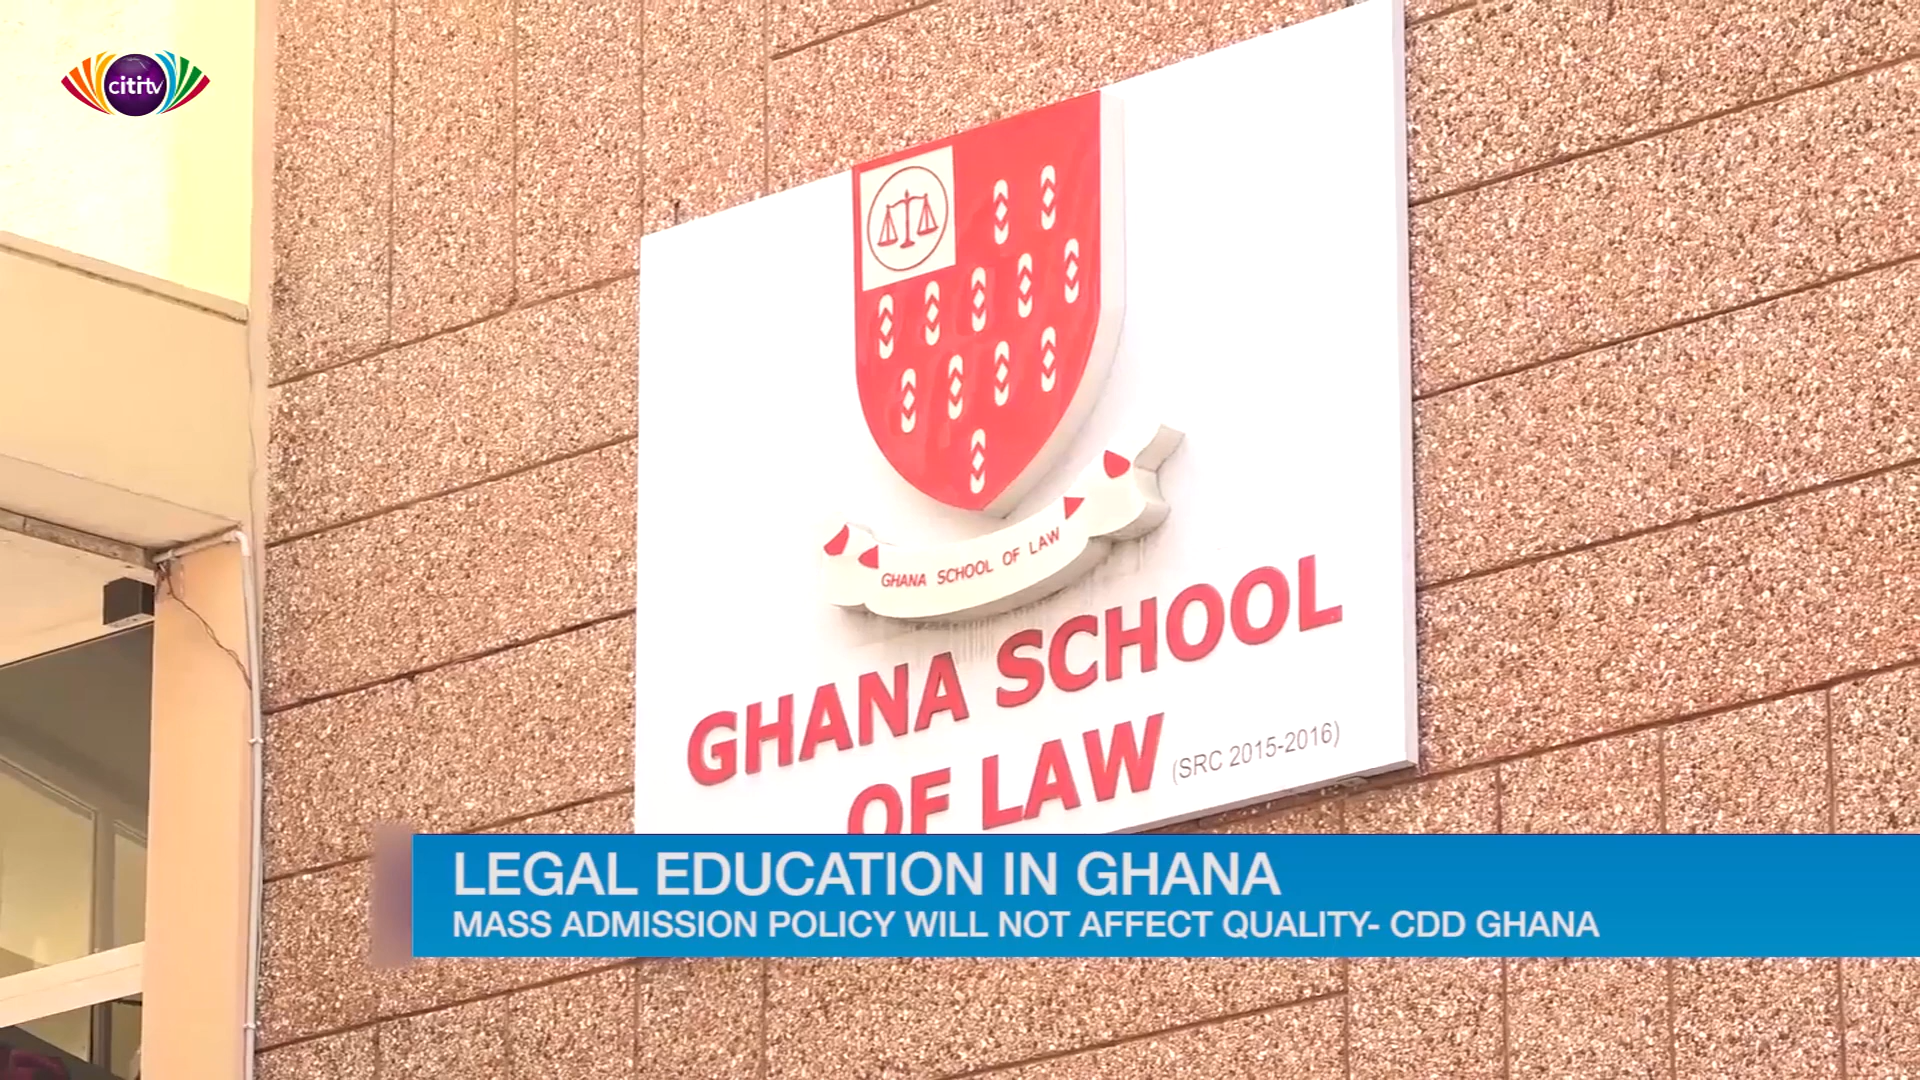 cititv
GHANA SCHOOL OF LAW
GHANA SCHOOL
OF LAW (SRC 2015-2016)
LEGAL EDUCATION IN GHANA
MASS ADMISSION POLICY WILL NOT AFFECT QUALITY- CDD GHANA